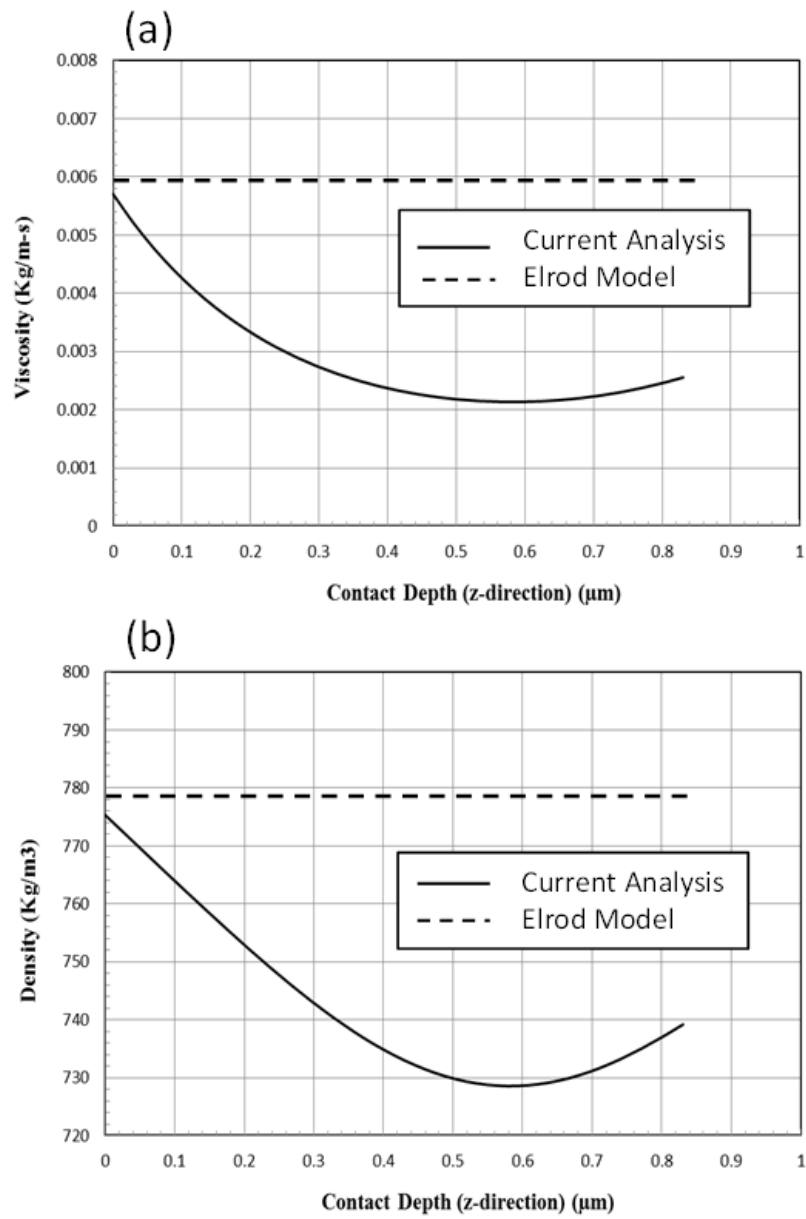 (a)
0.008
0.007
0.006
0.005
0.004
0.003
0.002
0.001
0
Viscosity (Kg/m-s)
Current Analysis
Elrod Model
0 0.1 0.2 0.3 0.4 0.5 0.6 0.7 0.8 0.9 1
Contact Depth (z-direction) (μm)
(b)
800
790
780
770
760
750
740
730
720
Density (Kg/m3)
Current Analysis
Elrod Model
0 0.1 0.2 0.3 0.4 0.5 0.6 0.7 0.8 0.9 1
Contact Depth (z-direction) (μm)